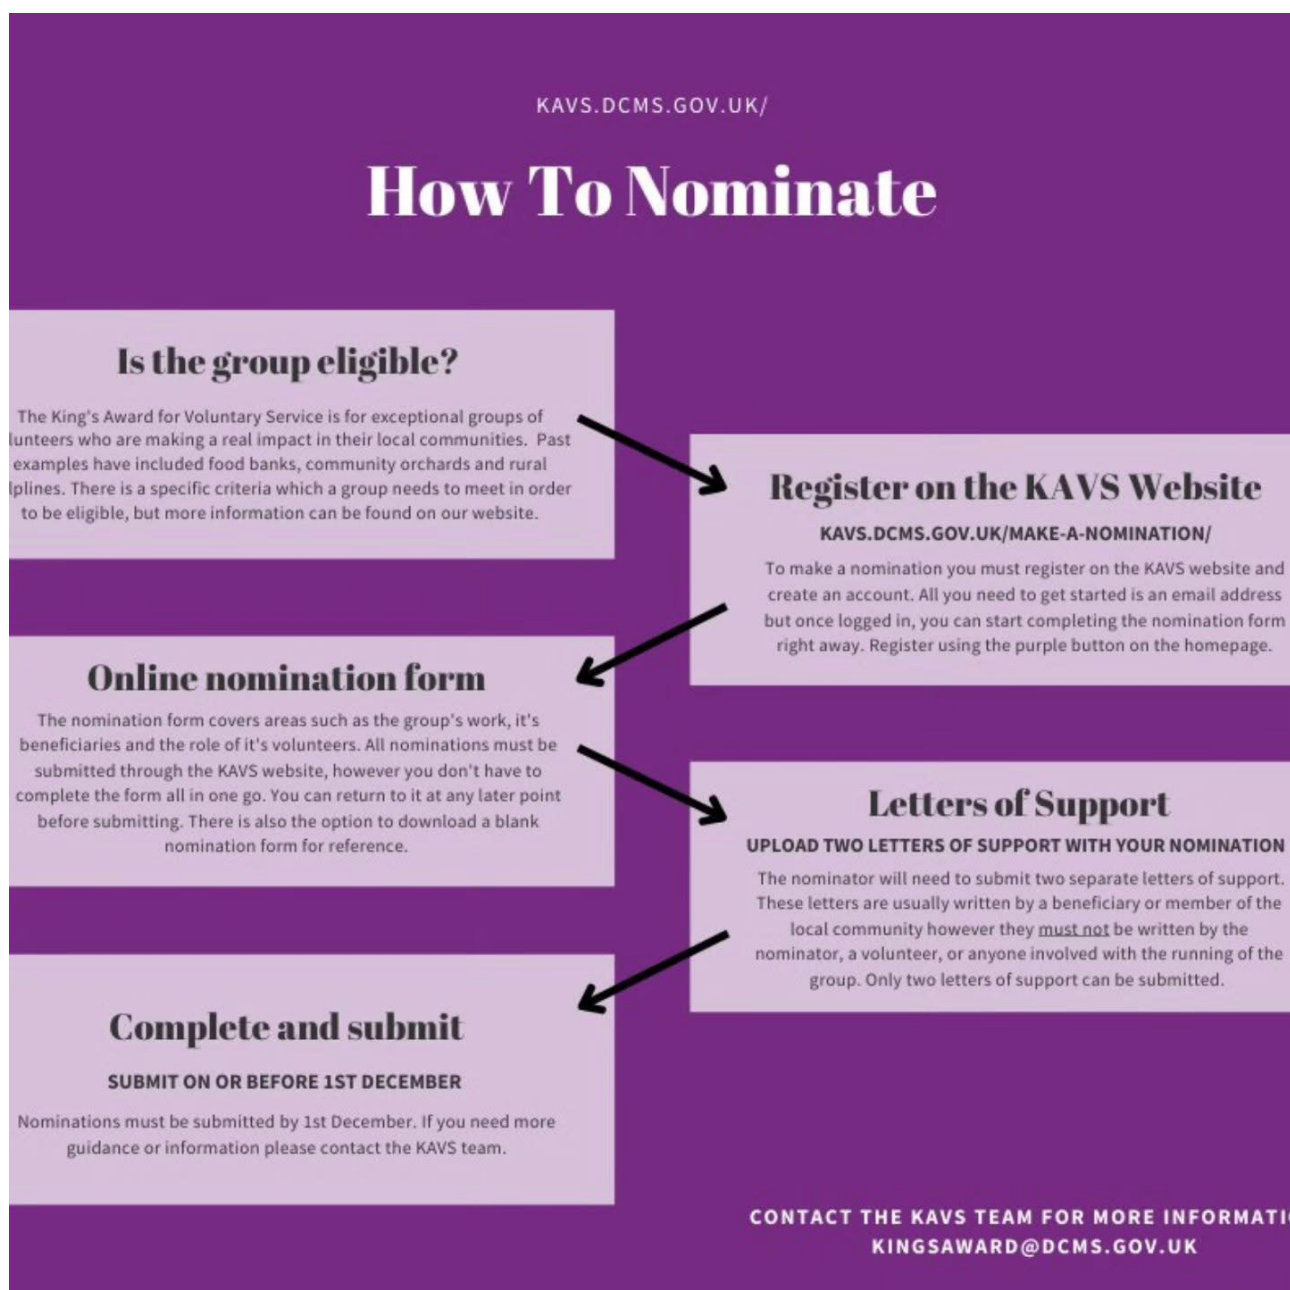 KAVS.DCMS.GOV.UK/
How To Nominate
Is the group eligible?
The King's Award for Voluntary Service is for exceptional groups of
lunteers who are making a real impact in their local communities. Past
examples have included food banks, community orchards and rural
lplines. There is a specific criteria which a group needs to meet in order
to be eligible, but more information can be found on our website.
Register on the KAVS Website
KAVS.DCMS.GOV.UK/MAKE-A-NOMINATION/
To make a nomination you must register on the KAVS website and
create an account. All you need to get started is an email address
but once logged in, you can start completing the nomination form
right away. Register using the purple button on the homepage.
Online nomination form
The nomination form covers areas such as the group's work, it's
beneficiaries and the role of it's volunteers. All nominations must be
submitted through the KAVS website, however you don't have to
complete the form all in one go. You can return to it at any later point
before submitting. There is also the option to download a blank
nomination form for reference.
Letters of Support
UPLOAD TWO LETTERS OF SUPPORT WITH YOUR NOMINATION
The nominator will need to submit two separate letters of support.
These letters are usually written by a beneficiary or member of the
local community however they must not be written by the
nominator, a volunteer, or anyone involved with the running of the
group. Only two letters of support can be submitted.
Complete and submit
SUBMIT ON OR BEFORE 1ST DECEMBER
Nominations must be submitted by 1st December. If you need more
guidance or information please contact the KAVS team.
CONTACT THE KAVS TEAM FOR MORE INFORMATI
KINGSAWARD@DCMS.GOV.UK